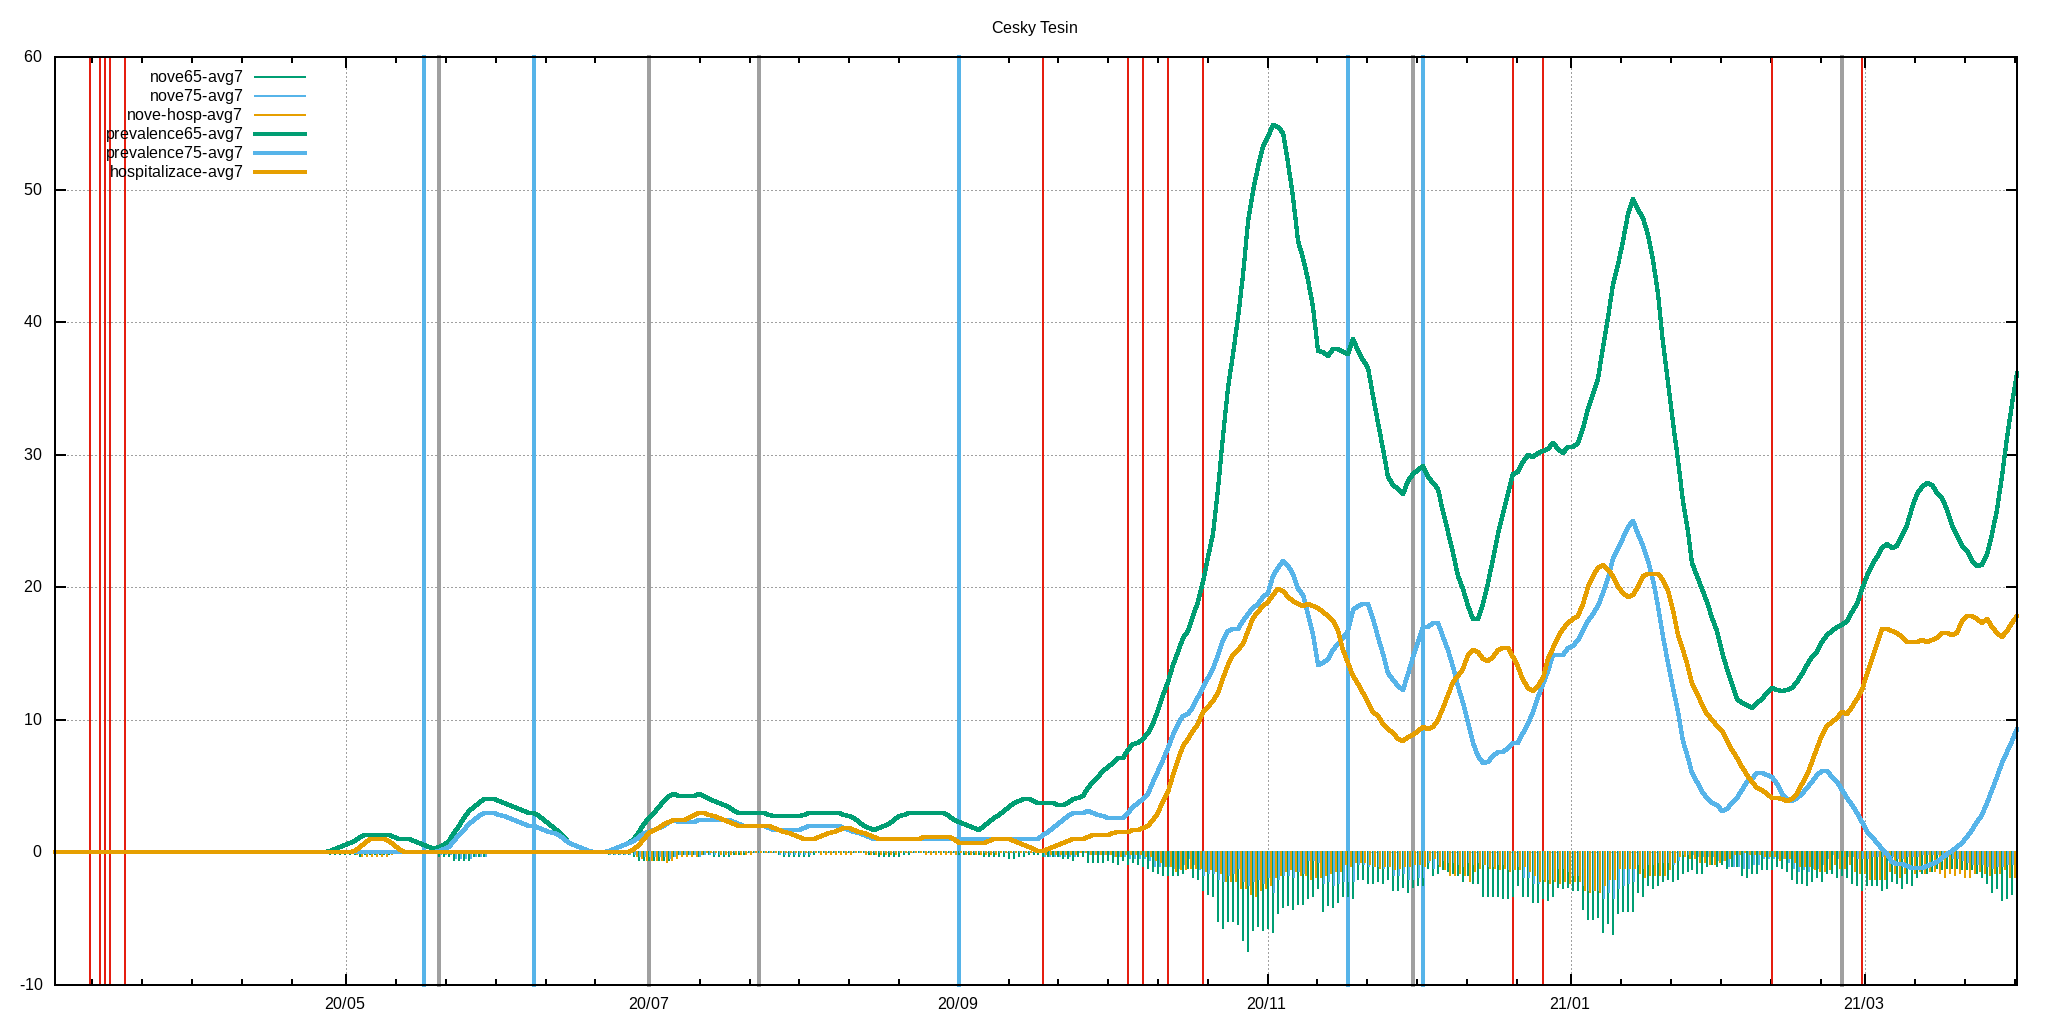 Cesky Tesin
60
nove65-avg7
nove75-avg7
nove-hosp-avg7
prevalence65-avg7
prevalence75-avg7
hospitalizace-avg7
50
40
30
20
10
0
-10
20/05 20/07 20/09 20/11 21/01 21/03